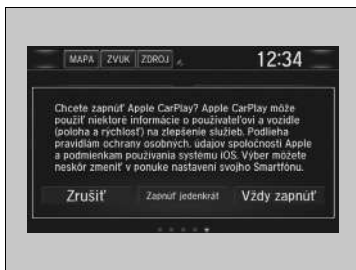 MAPA ZVUK ZDROJ 12:34
Chcete zapnúť Apple CarPlay? Apple CarPlay môže
použiť niektoré informácie o používateľovi a vozidle
(poloha a rýchlosť) na zlepšenie služieb. Podlieha
pravidlám ochrany osobných. údajov spoločnosti Apple
a podmienkam používania systému iOS. Výber môžete
neskôr zmeniť v ponuke nastavení svojho Smartfónu.
Zrušiť Zapnúť jedenkrát Vždy zapnúť